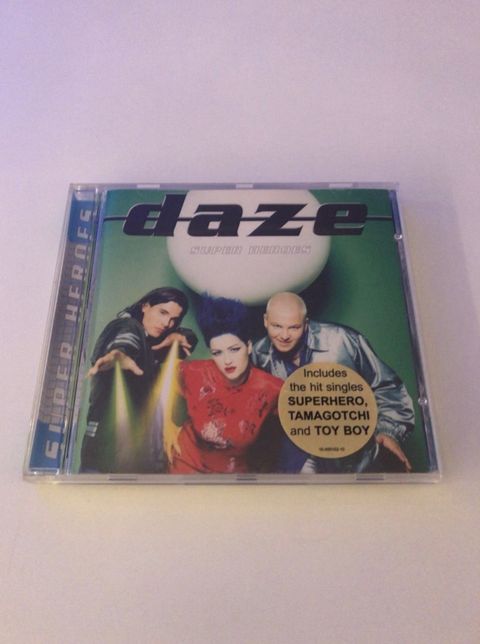 daze
SUPER HEROES
SUPER HEROES
Includes
the hit singles
SUPERHERO,
TAMAGOTCHI
and TOY BOY